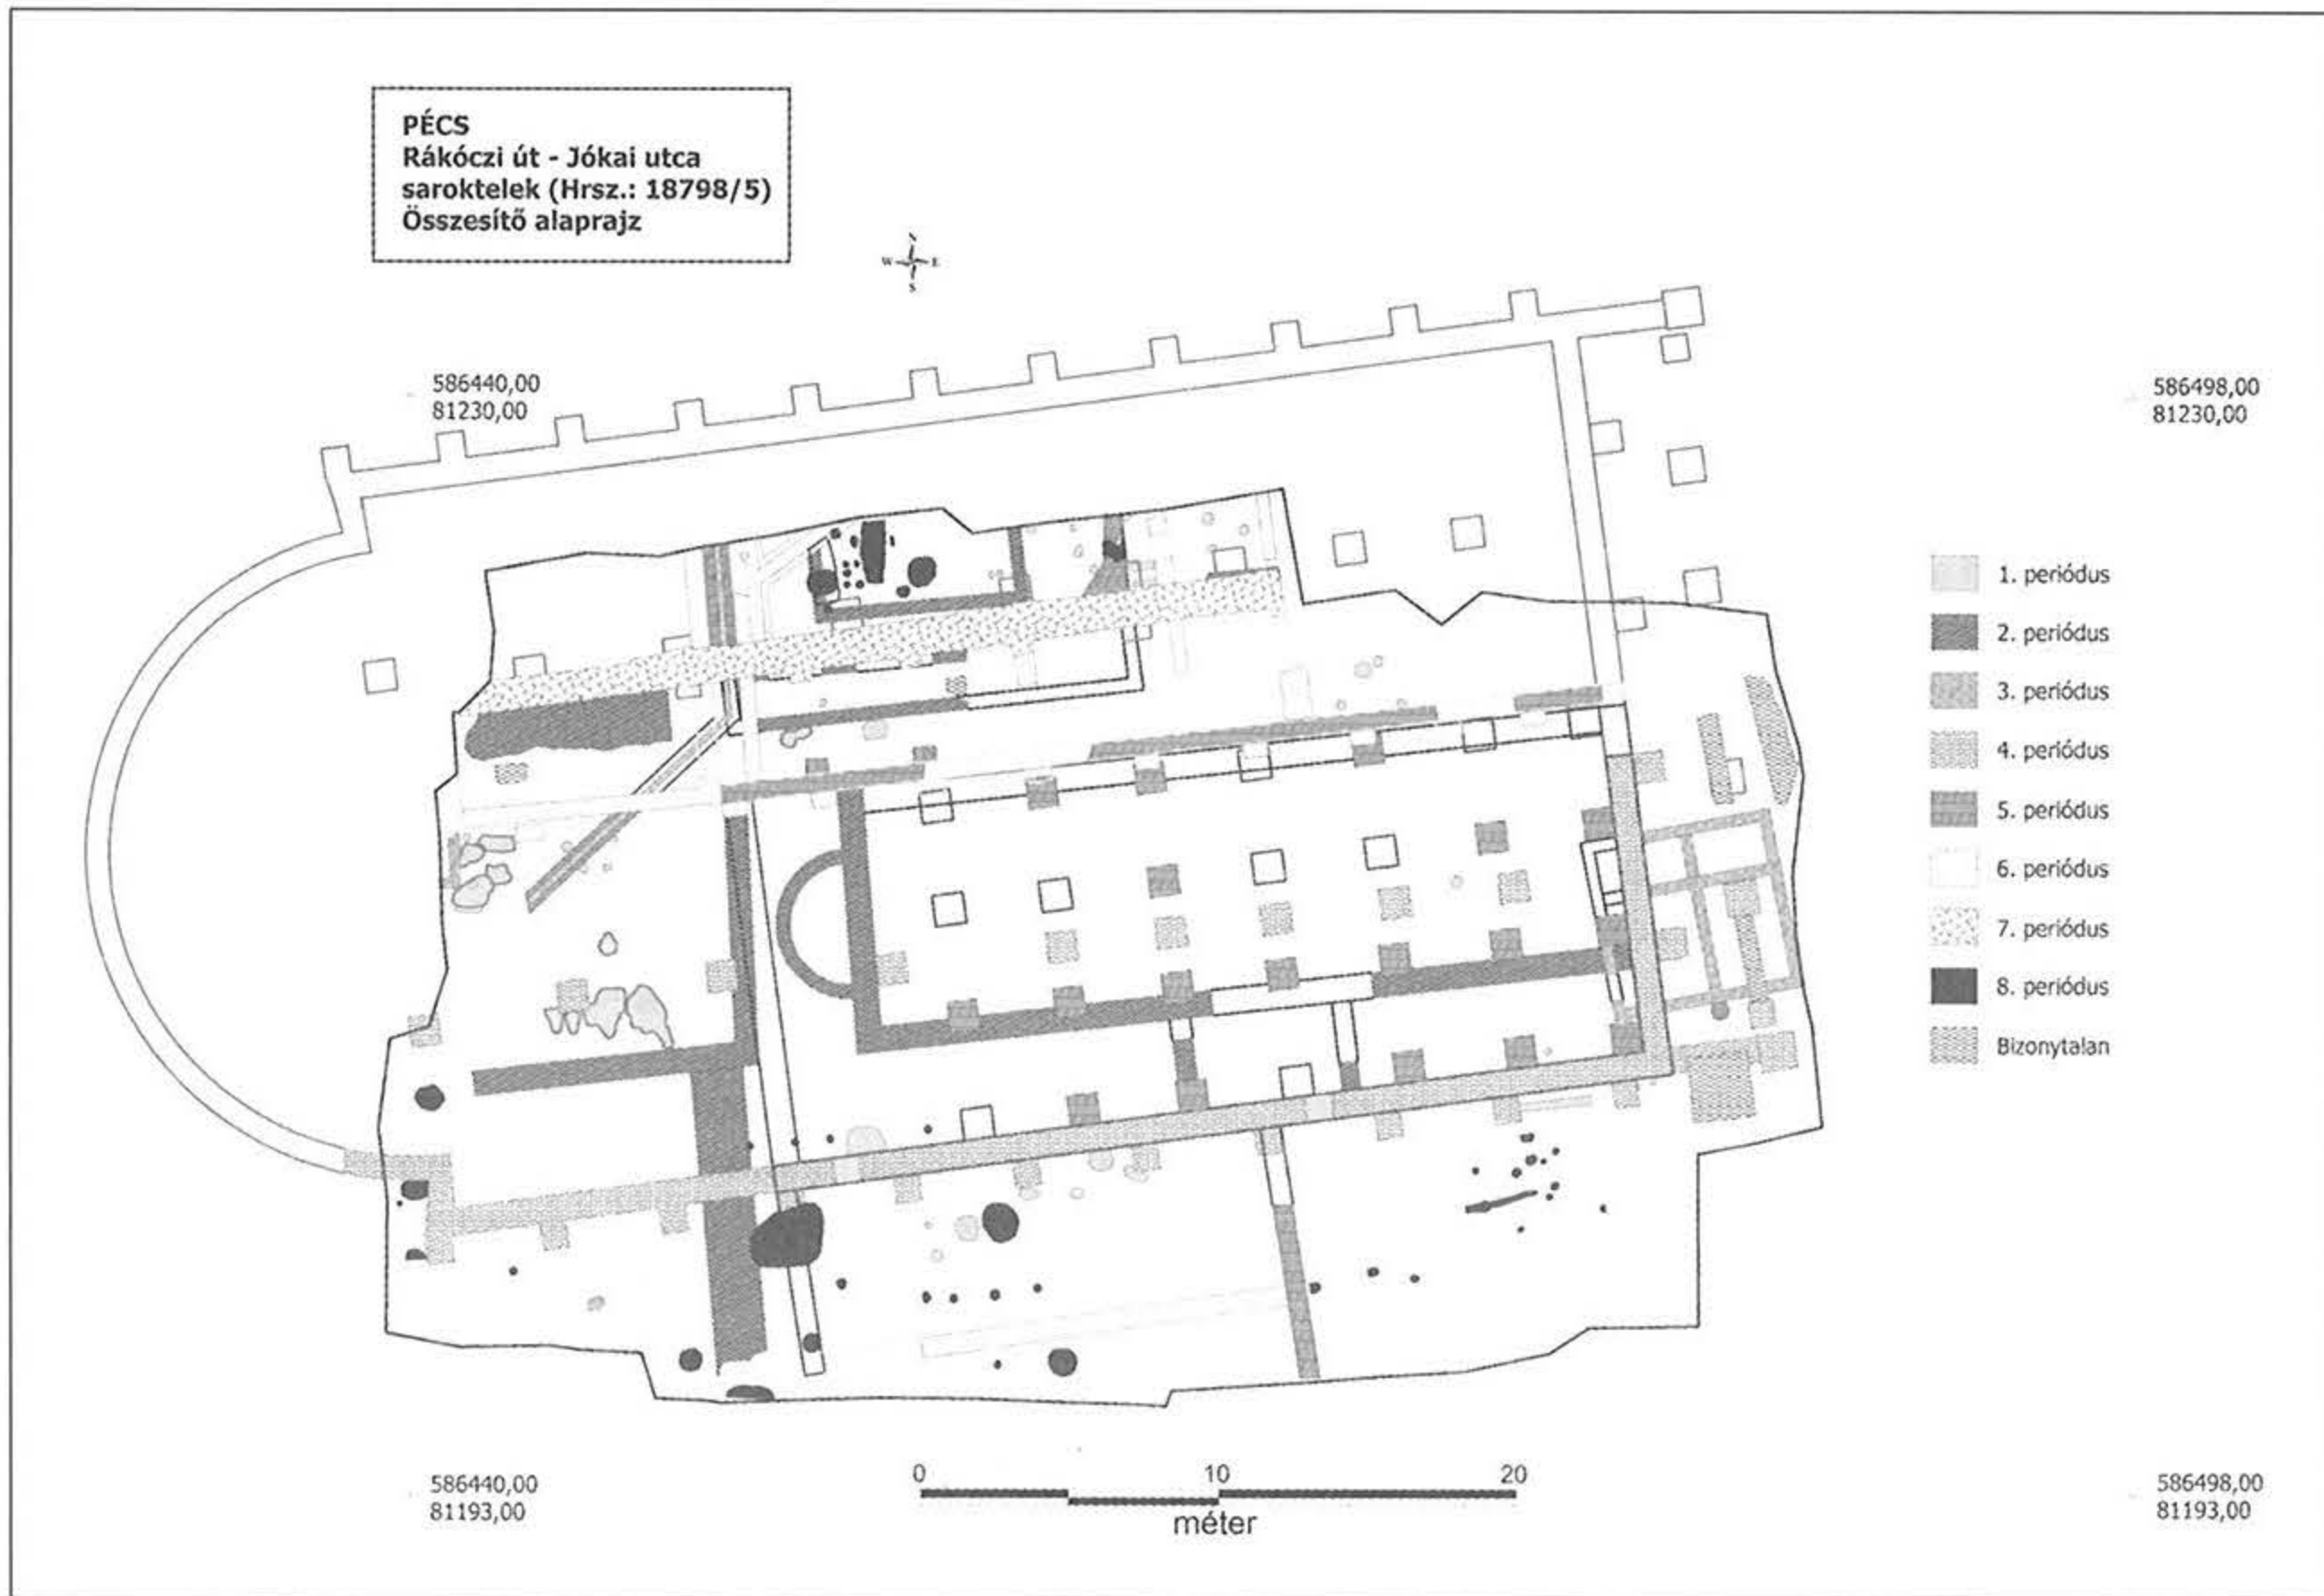 PÉCS
Rákóczi út - Jókai utca
saroktelek (Hrsz.: 18798/5)
Összesítő alaprajz
N
W E
S
586440,00
81230,00
586498,00
81230,00
1. periódus
2. periódus
3. periódus
4. periódus
5. periódus
6. periódus
7. periódus
8. periódus
Bizonytalan
586440,00
81193,00
0 10 20
méter
586498,00
81193,00